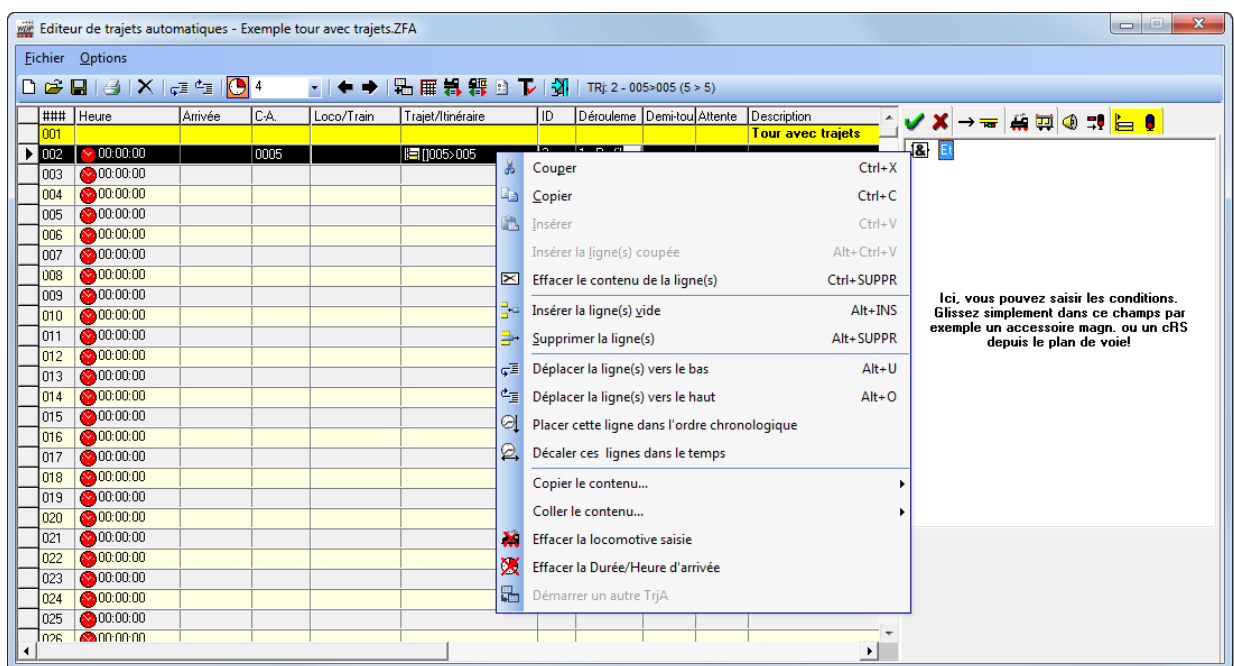 Editeur de trajets automatiques - Exemple tour avec trajets.ZFA
Fichier Options
4 TRj: 2 - 005>005 (5 > 5)
### Heure Arrivée C.A. Loco/Train Trajet/Itinéraire ID Dérouleme Demi-tou Attente Description
001 Tour avec trajets
002 00:00:00 0005 []005>005
{&} Et
003 00:00:00
004 00:00:00
005 00:00:00
006 00:00:00
007 00:00:00
008 00:00:00
009 00:00:00
010 00:00:00
011 00:00:00
012 00:00:00
013 00:00:00
014 00:00:00
015 00:00:00
016 00:00:00
017 00:00:00
018 00:00:00
019 00:00:00
020 00:00:00
021 00:00:00
022 00:00:00
023 00:00:00
024 00:00:00
025 00:00:00
026 00:00:00
Couper Ctrl+X
Copier Ctrl+C
Insérer Ctrl+V
Insérer la ligne(s) coupée Alt+Ctrl+V
Effacer le contenu de la ligne(s) Ctrl+SUPPR
Insérer la ligne(s) vide Alt+INS
Supprimer la ligne(s) Alt+SUPPR
Déplacer la ligne(s) vers le bas Alt+U
Déplacer la ligne(s) vers le haut Alt+O
Placer cette ligne dans l'ordre chronologique
Décaler ces lignes dans le temps
Copier le contenu...
Coller le contenu...
Effacer la locomotive saisie
Effacer la Durée/Heure d'arrivée
Démarrer un autre TrjA
Ici, vous pouvez saisir les conditions.
Glissez simplement dans ce champs par
exemple un accessoire magn. ou un cRS
depuis le plan de voie!